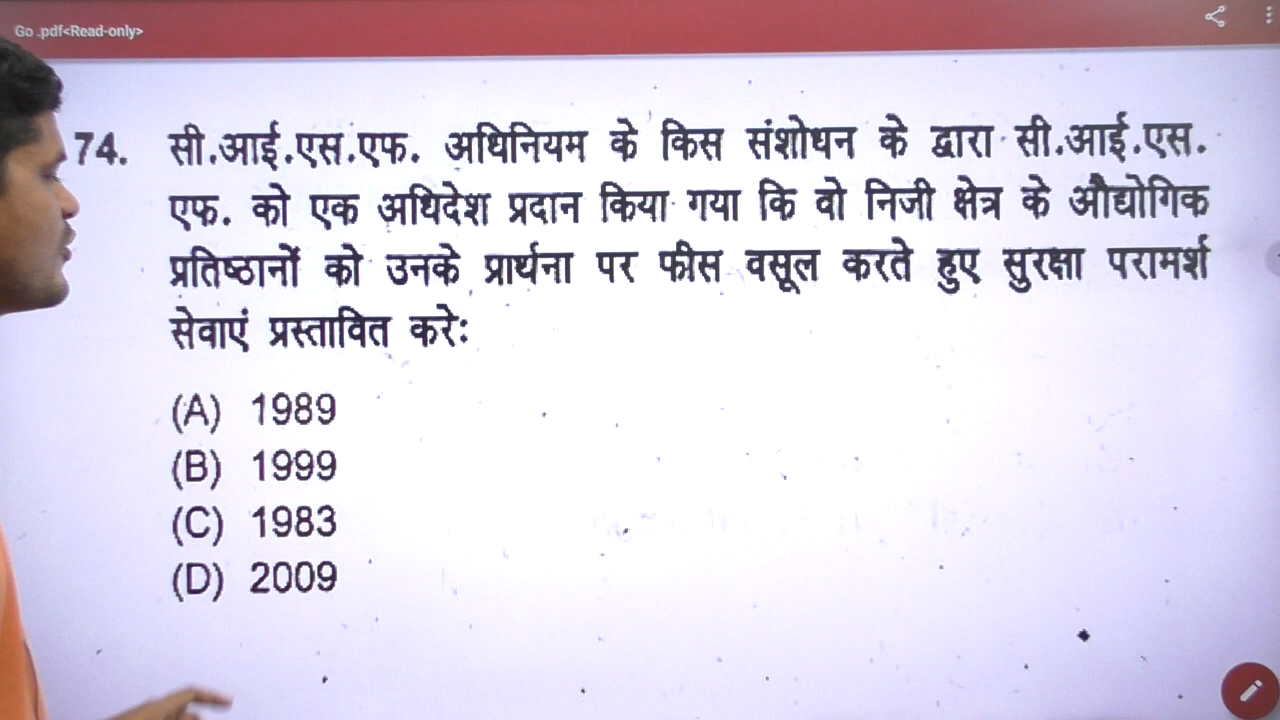 Go .pdf<Read-only>
74. सी.आई.एस.एफ. अधिनियम के किस संशोधन के द्वारा सी.आई.एस.
एफ. को एक अधिदेश प्रदान किया गया कि वो निजी क्षेत्र के औद्योगिक
प्रतिष्ठानों को उनके प्रार्थना पर फीस वसूल करते हुए सुरक्षा परामर्श
सेवाएं प्रस्तावित करेः
(A) 1989
(B) 1999
(C) 1983
(D) 2009